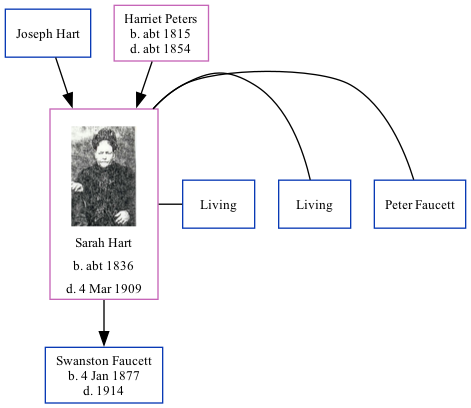 Joseph Hart
Harriet Peters
b. abt 1815
d. abt 1854
Sarah Hart
b. abt 1836
d. 4 Mar 1909
Living
Living
Peter Faucett
Swanston Faucett
b. 4 Jan 1877
d. 1914